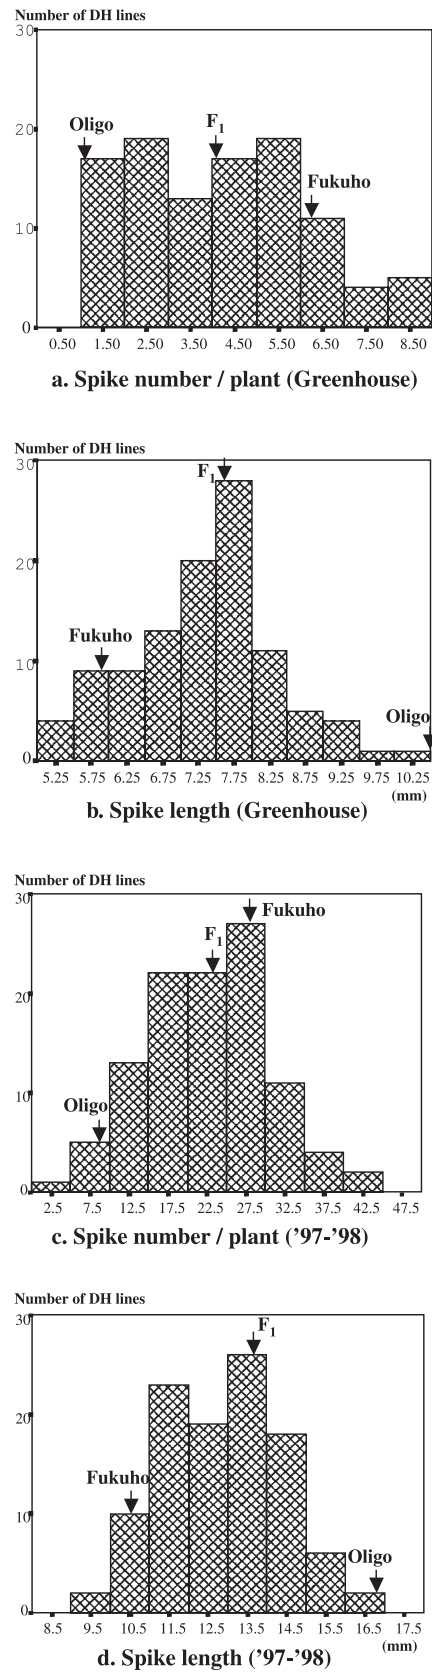 Number of DH lines
30
Oligo
F1
20
Fukuho
10
0
0.50 1.50 2.50 3.50 4.50 5.50 6.50 7.50 8.50
a. Spike number / plant (Greenhouse)
Number of DH lines
30
F1
20
Fukuho
10
Oligo
0
5.25 5.75 6.25 6.75 7.25 7.75 8.25 8.75 9.25 9.75 10.25
(mm)
b. Spike length (Greenhouse)
Number of DH lines
30
Fukuho
F1
20
Oligo
10
0
2.5 7.5 12.5 17.5 22.5 27.5 32.5 37.5 42.5 47.5
c. Spike number / plant ('97-'98)
Number of DH lines
30
F1
20
Fukuho
10
Oligo
0
8.5 9.5 10.5 11.5 12.5 13.5 14.5 15.5 16.5 17.5
d. Spike length ('97-'98)